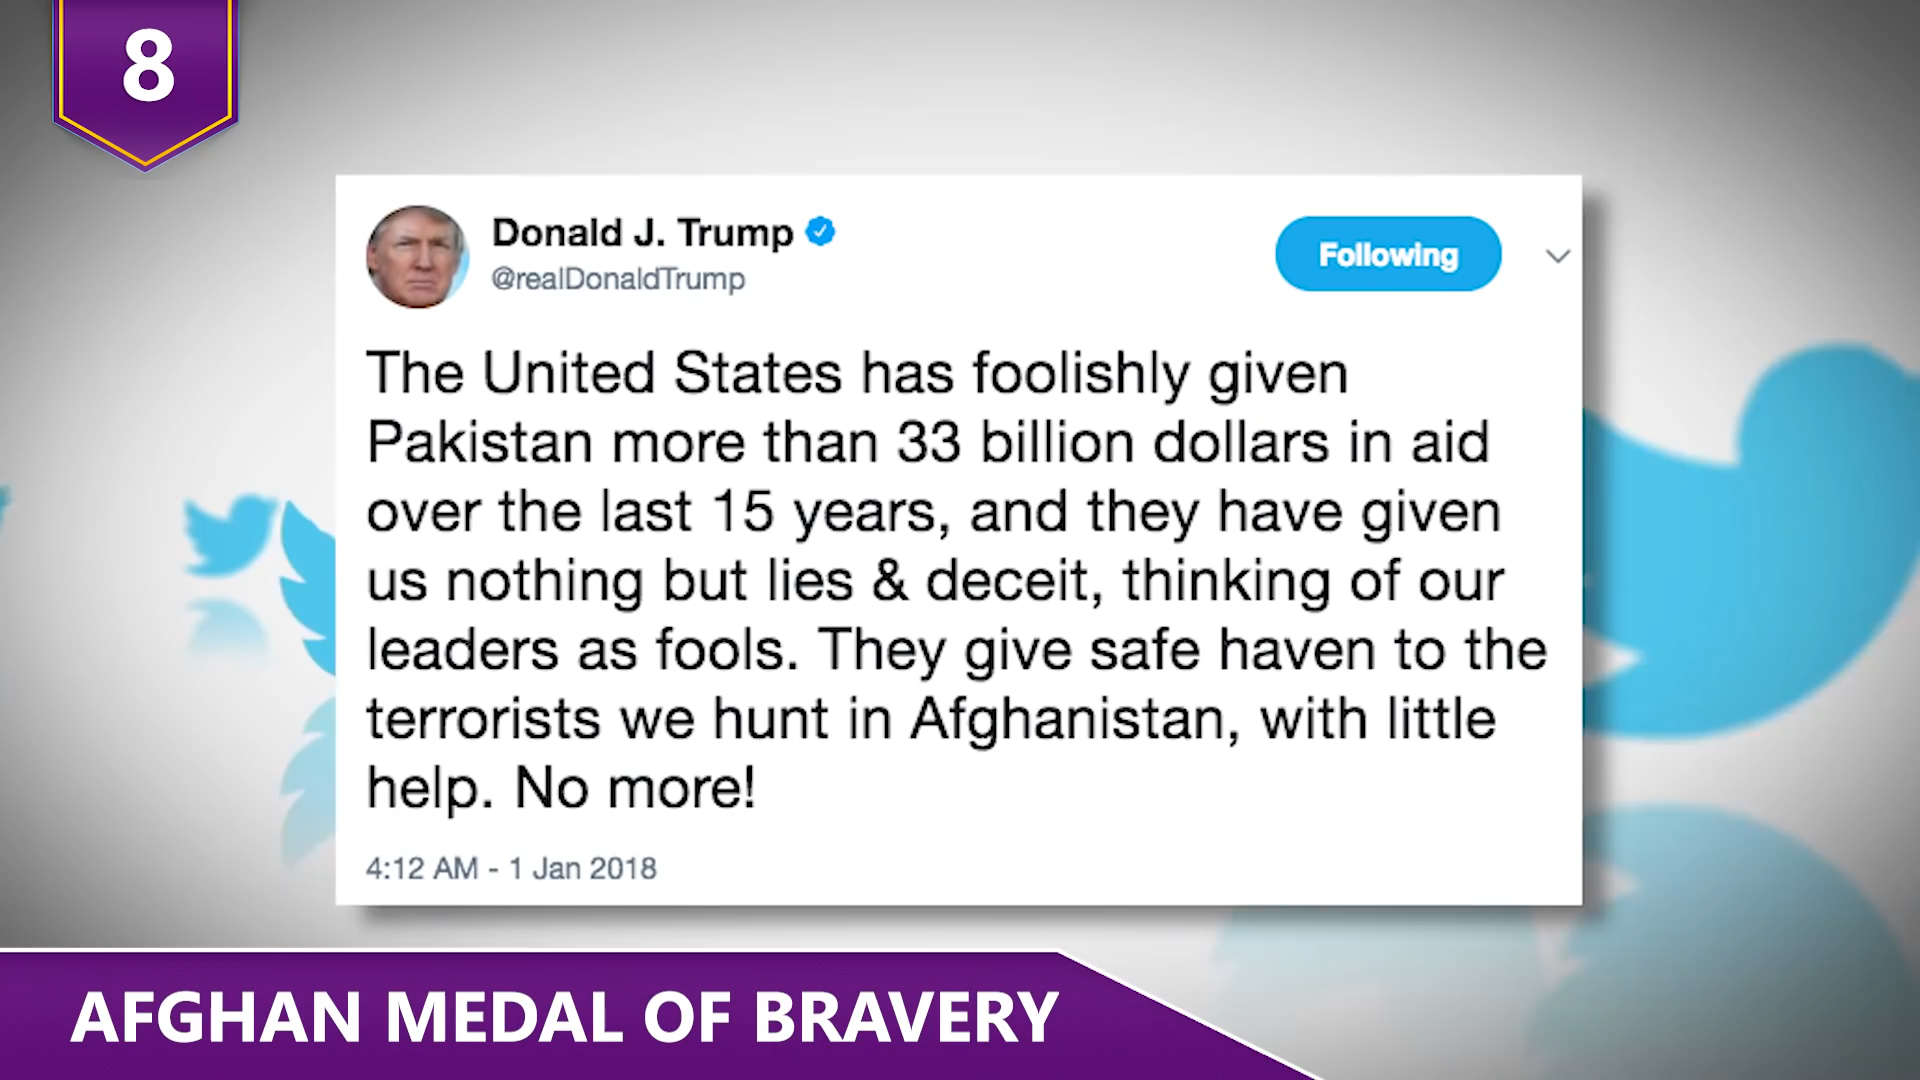 8
Donald J. Trump
@realDonaldTrump
Following
The United States has foolishly given
Pakistan more than 33 billion dollars in aid
over the last 15 years, and they have given
us nothing but lies & deceit, thinking of our
leaders as fools. They give safe haven to the
terrorists we hunt in Afghanistan, with little
help. No more!
4:12 AM - 1 Jan 2018
AFGHAN MEDAL OF BRAVERY